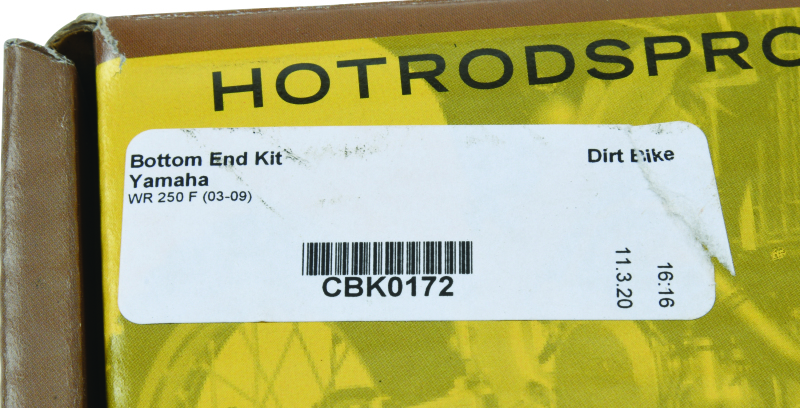 HOTRODSPRO
Bottom End Kit
Dirt Bike
Yamaha
WR 250 F (03-09)
CBK0172
11.3.20
16:16